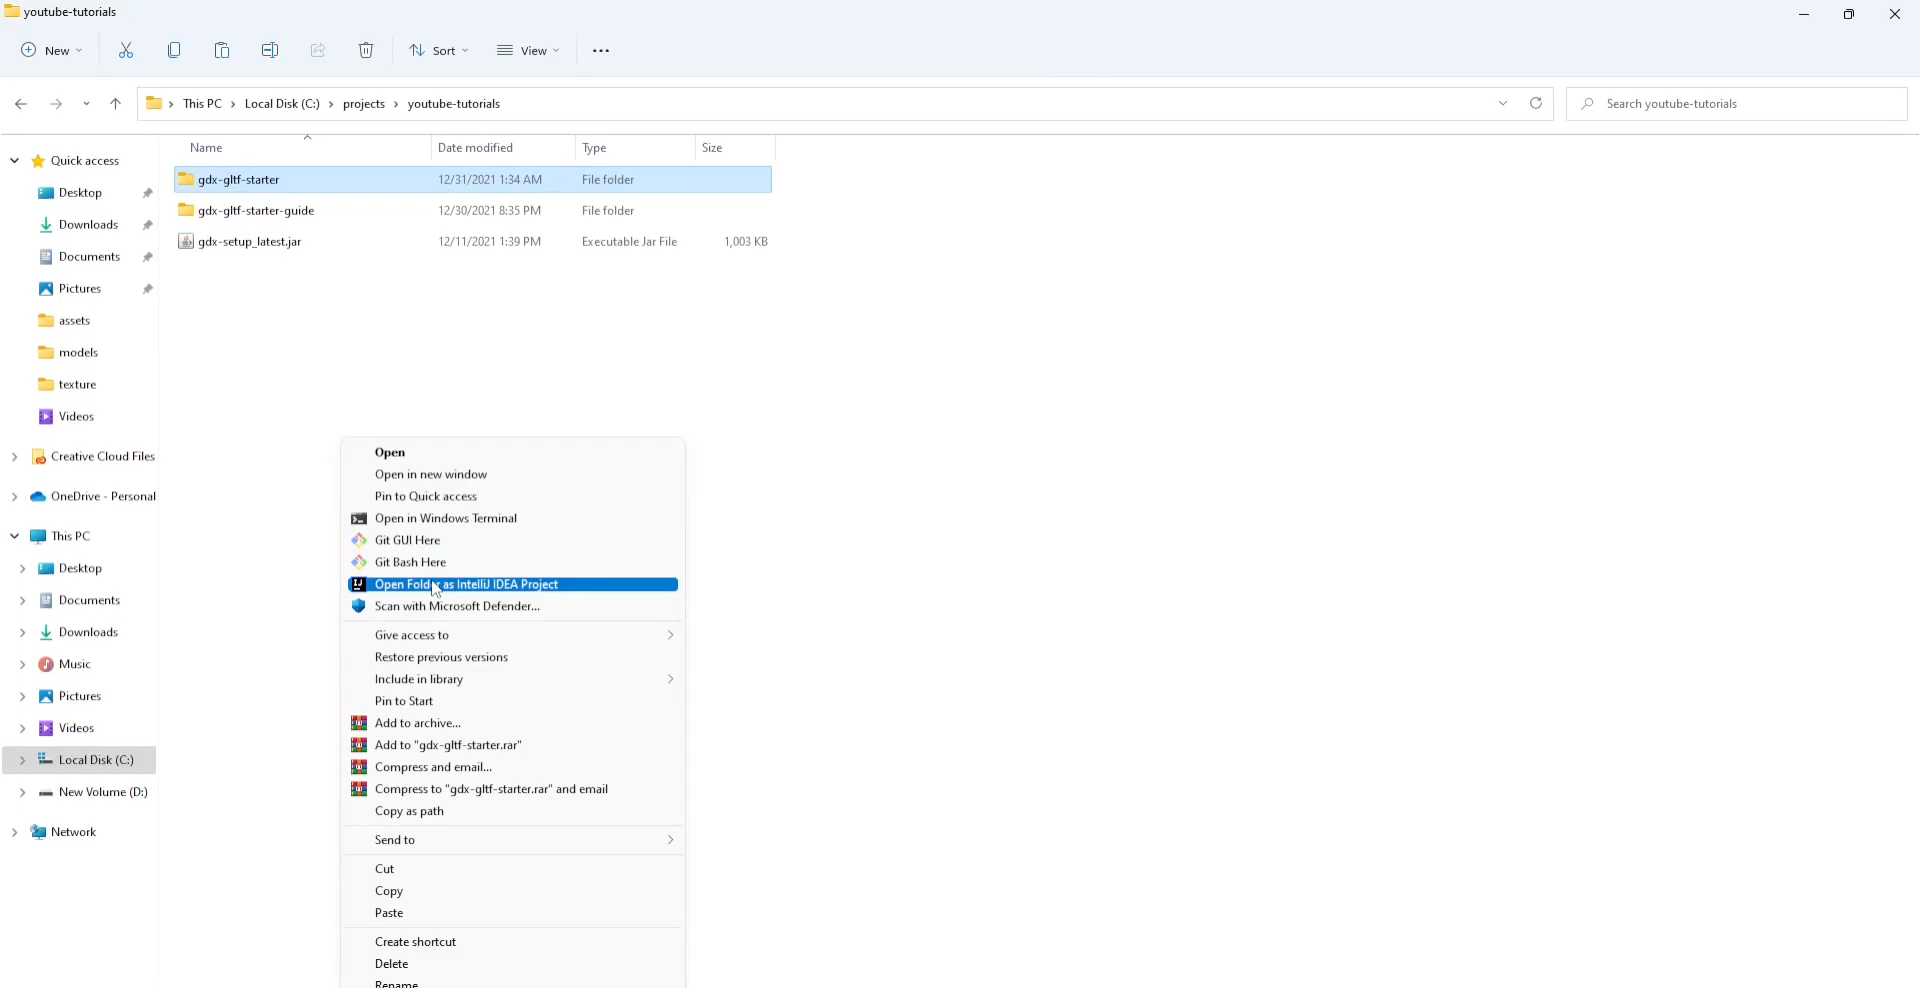 youtube-tutorials
New
Sort
View
This PC > Local Disk (C:) > projects > youtube-tutorials
Search youtube-tutorials
Name Date modified Type Size
gdx-gltf-starter 12/31/2021 1:34 AM File folder
gdx-gltf-starter-guide 12/30/2021 8:35 PM File folder
gdx-setup_latest.jar 12/11/2021 1:39 PM Executable Jar File 1,003 KB
Quick access
Desktop
Downloads
Documents
Pictures
assets
models
texture
Videos
Creative Cloud Files
OneDrive - Personal
This PC
Desktop
Documents
Downloads
Music
Pictures
Videos
Local Disk (C:)
New Volume (D:)
Network
Open
Open in new window
Pin to Quick access
Open in Windows Terminal
Git GUI Here
Git Bash Here
Open Folder as IntelliJ IDEA Project
Scan with Microsoft Defender...
Give access to
Restore previous versions
Include in library
Pin to Start
Add to archive...
Add to "gdx-gltf-starter.rar"
Compress and email...
Compress to "gdx-gltf-starter.rar" and email
Copy as path
Send to
Cut
Copy
Paste
Create shortcut
Delete
Rename